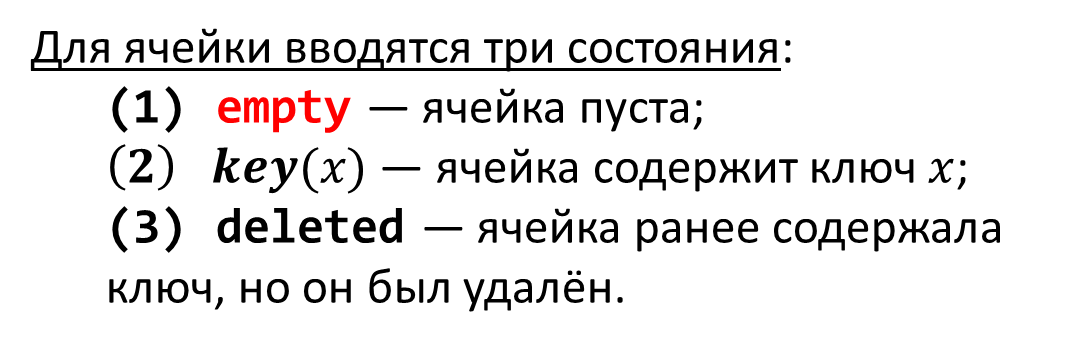 Для ячейки вводятся три состояния:
(1) empty — ячейка пуста;
(2) key(x) — ячейка содержит ключ x;
(3) deleted — ячейка ранее содержала
ключ, но он был удалён.